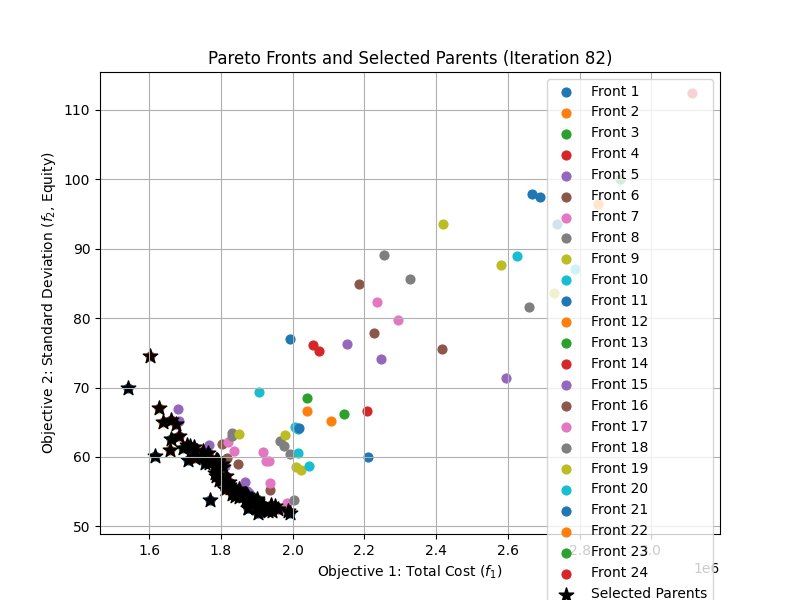 Pareto Fronts and Selected Parents (Iteration 82)
Objective 2: Standard Deviation (f₂, Equity)
110
100
90
80
70
60
50
1.6
1.8
2.0
2.2
2.4
2.6
2.8
3.0
1e6
Objective 1: Total Cost (f₁)
Front 1
Front 2
Front 3
Front 4
Front 5
Front 6
Front 7
Front 8
Front 9
Front 10
Front 11
Front 12
Front 13
Front 14
Front 15
Front 16
Front 17
Front 18
Front 19
Front 20
Front 21
Front 22
Front 23
Front 24
Selected Parents